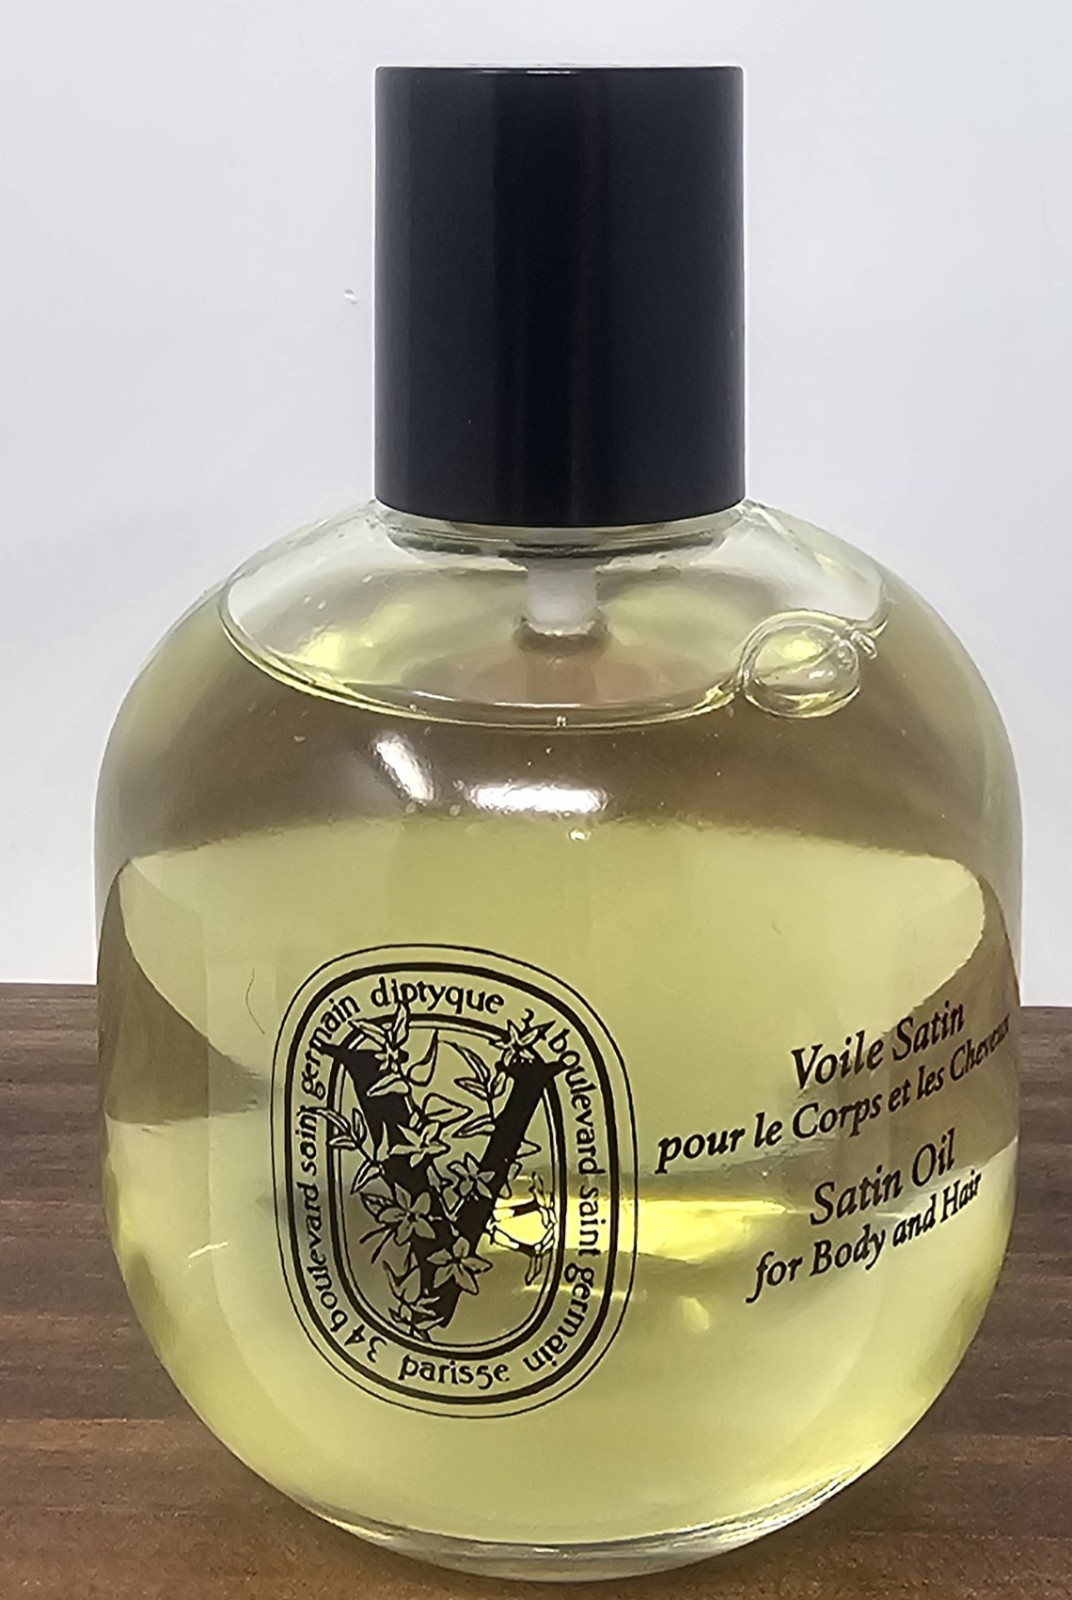 diptyque 34 boulevard saint germain paris5e 34 boulevard saint germain
Voile Satin
pour le Corps et les Cheveux
Satin Oil
for Body and Hair